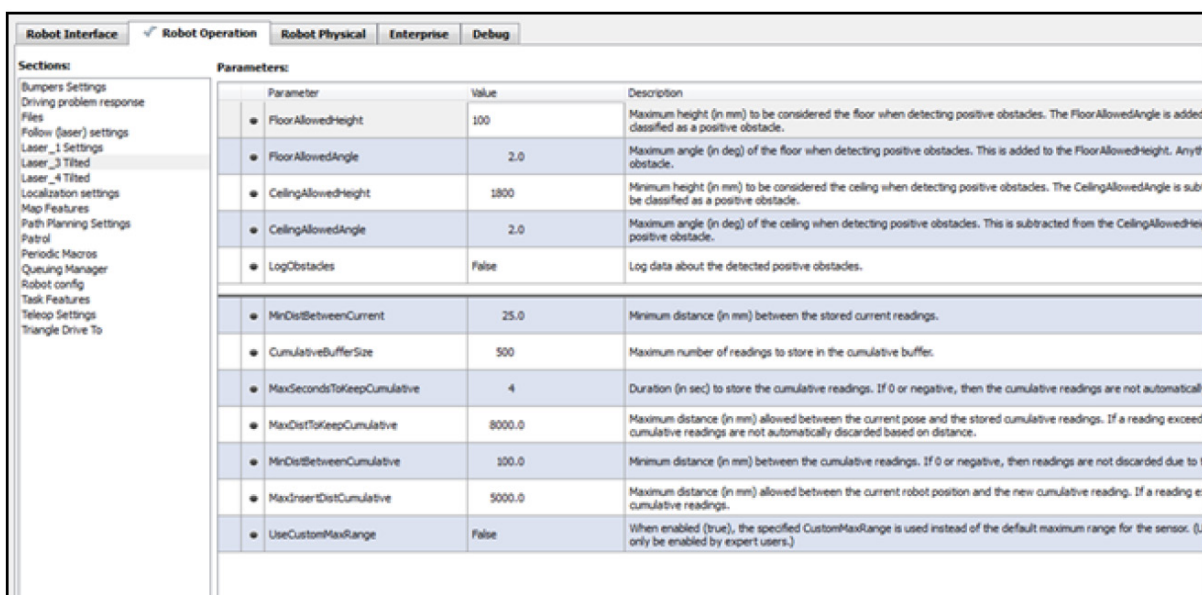 Robot Interface Robot Operation Robot Physical Enterprise Debug
Sections:
Bumpers Settings
Driving problem response
Files
Follow (laser) settings
Laser_1 Settings
Laser_3 Tilted
Laser_4 Tilted
Localization settings
Map Features
Path Planning Settings
Patrol
Periodic Macros
Queuing Manager
Robot config
Task Features
Teleop Settings
Triangle Drive To
Parameters:
Parameter Value Description
FloorAllowedHeight 100 Maximum height (in mm) to be considered the floor when detecting positive obstacles. The FloorAllowedAngle is added
classified as a positive obstacle.
FloorAllowedAngle 2.0 Maximum angle (in deg) of the floor when detecting positive obstacles. This is added to the FloorAllowedHeight. Anyth
obstacle.
CeilingAllowedHeight 1800 Minimum height (in mm) to be considered the ceiling when detecting positive obstacles. The CeilingAllowedAngle is sub
be classified as a positive obstacle.
CeilingAllowedAngle 2.0 Maximum angle (in deg) of the ceiling when detecting positive obstacles. This is subtracted from the CeilingAllowedHei
positive obstacle.
LogObstacles False Log data about the detected positive obstacles.
MinDistBetweenCurrent 25.0 Minimum distance (in mm) between the stored current readings.
CumulativeBufferSize 500 Maximum number of readings to store in the cumulative buffer.
MaxSecondsToKeepCumulative 4 Duration (in sec) to store the cumulative readings. If 0 or negative, then the cumulative readings are not automaticall
MaxDistToKeepCumulative 8000.0 Maximum distance (in mm) allowed between the current pose and the stored cumulative readings. If a reading exceed
cumulative readings are not automatically discarded based on distance.
MinDistBetweenCumulative 100.0 Minimum distance (in mm) between the cumulative readings. If 0 or negative, then readings are not discarded due to
MaxInsertDistCumulative 5000.0 Maximum distance (in mm) allowed between the current robot position and the new cumulative reading. If a reading
cumulative readings.
UseCustomMaxRange False When enabled (true), the specified CustomMaxRange is used instead of the default maximum range for the sensor.
only be enabled by expert users.)